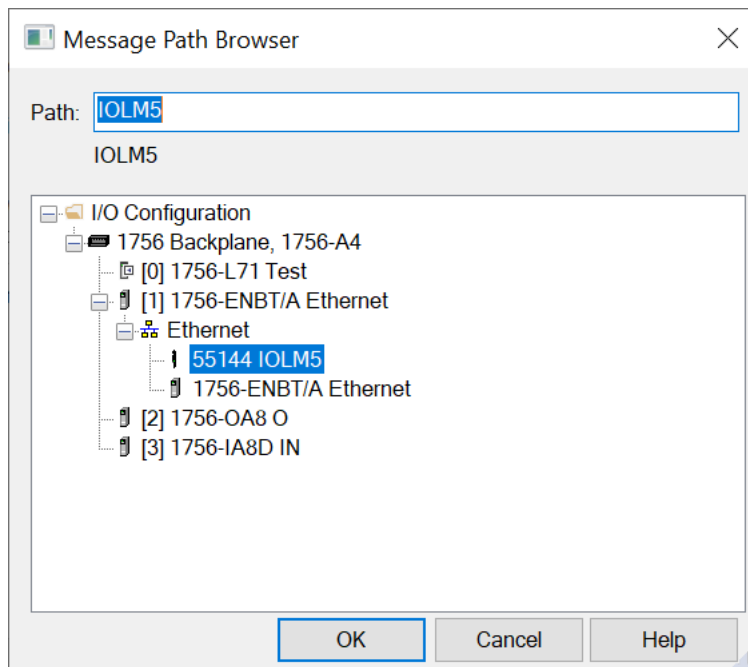 Message Path Browser
Path: IOLM5
IOLM5
I/O Configuration
1756 Backplane, 1756-A4
[0] 1756-L71 Test
[1] 1756-ENBT/A Ethernet
Ethernet
55144 IOLM5
1756-ENBT/A Ethernet
[2] 1756-OA8 O
[3] 1756-IA8D IN
OK Cancel Help